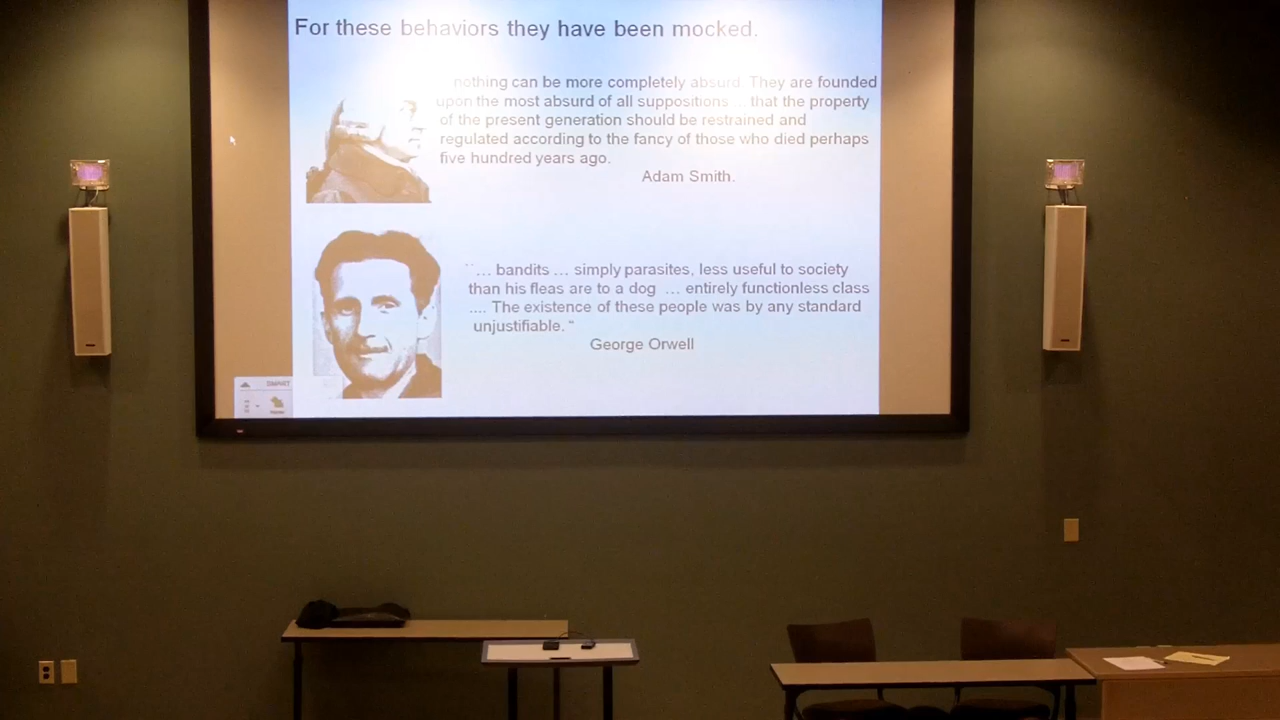 For these behaviors they have been mocked.
nothing can be more completely absurd. They are founded
upon the most absurd of all suppositions ... that the property
of the present generation should be restrained and
regulated according to the fancy of those who died perhaps
five hundred years ago.
Adam Smith.
“... bandits ... simply parasites, less useful to society
than his fleas are to a dog ... entirely functionless class
.... The existence of these people was by any standard
unjustifiable. “
George Orwell
SMART